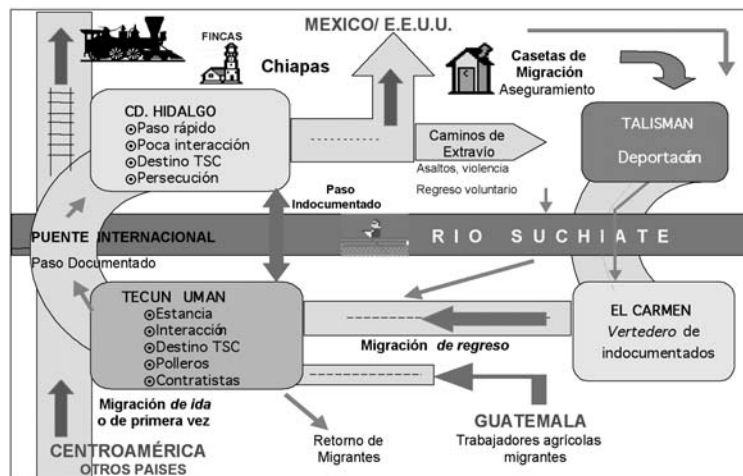 MEXICO/ E.E.U.U.
FINCAS
Chiapas
Casetas de
Migración
Aseguramiento
CD. HIDALGO
Paso rápido
Poca interacción
Destino TSC
Persecución
Caminos de
Extravío
Asaltos, violencia
Regreso voluntario
TALISMAN
Deportación
Paso
Indocumentado
PUENTE INTERNACIONAL
RIO SUCHIATE
Paso Documentado
TECUN UMAN
Estancia
Interacción
Destino TSC
Polleros
Contratistas
Migración de regreso
EL CARMEN
Vertedero de
indocumentados
Migración de ida
o de primera vez
CENTROAMÉRICA
OTROS PAISES
Retorno de
Migrantes
GUATEMALA
Trabajadores agrícolas
migrantes